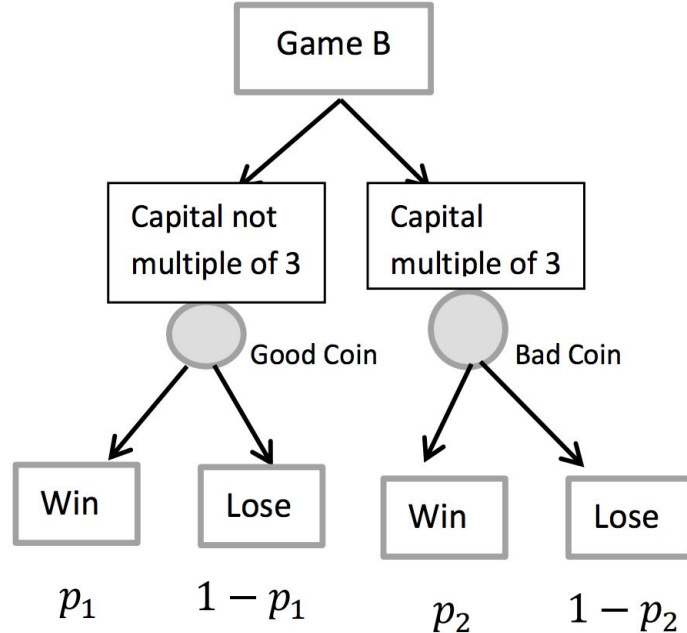 Game B
Capital not
multiple of 3
Capital
multiple of 3
Good Coin
Bad Coin
Win
Lose
Win
Lose
p₁
1 − p₁
p₂
1 − p₂